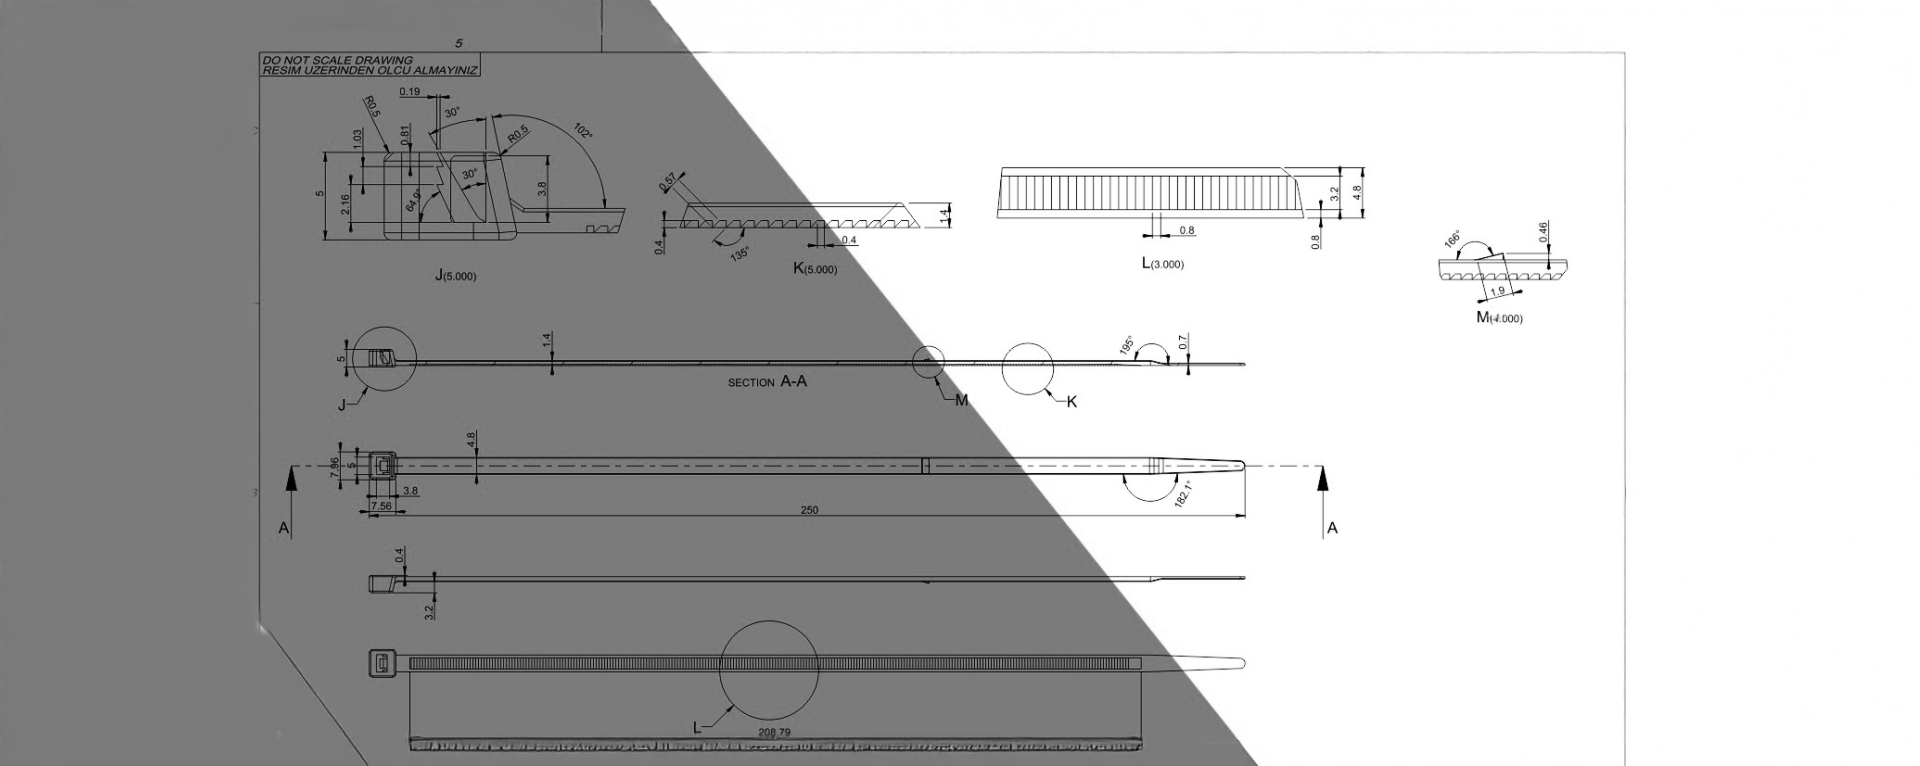 5
DO NOT SCALE DRAWING
RESIM UZERINDEN OLCU ALMAYINIZ
0.19
R0.5
30°
102°
1.03
0.81
R0.5
5
2.16
64.9°
30°
3.8
J(5.000)
0.57
0.4
135°
0.4
1.4
K(5.000)
3.2
4.8
0.8
0.8
L(3.000)
166°
0.46
1.9
M(4.000)
5
1.4
195°
0.7
SECTION A-A
J
M
K
7.96
5
4.8
3.8
7.56
182.1°
250
A
A
0.4
3.2
L
208.79